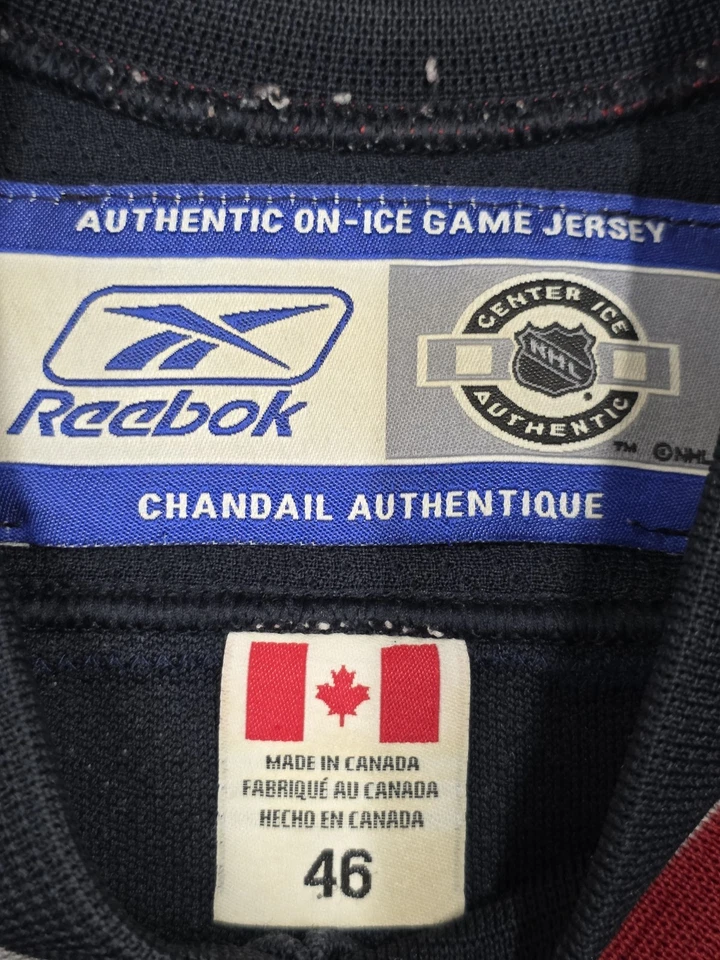 AUTHENTIC ON-ICE GAME JERSEY
Reebok
CENTER ICE
NHL
AUTHENTIC
TM ©NHL
CHANDAIL AUTHENTIQUE
MADE IN CANADA
FABRIQUÉ AU CANADA
HECHO EN CANADA
46